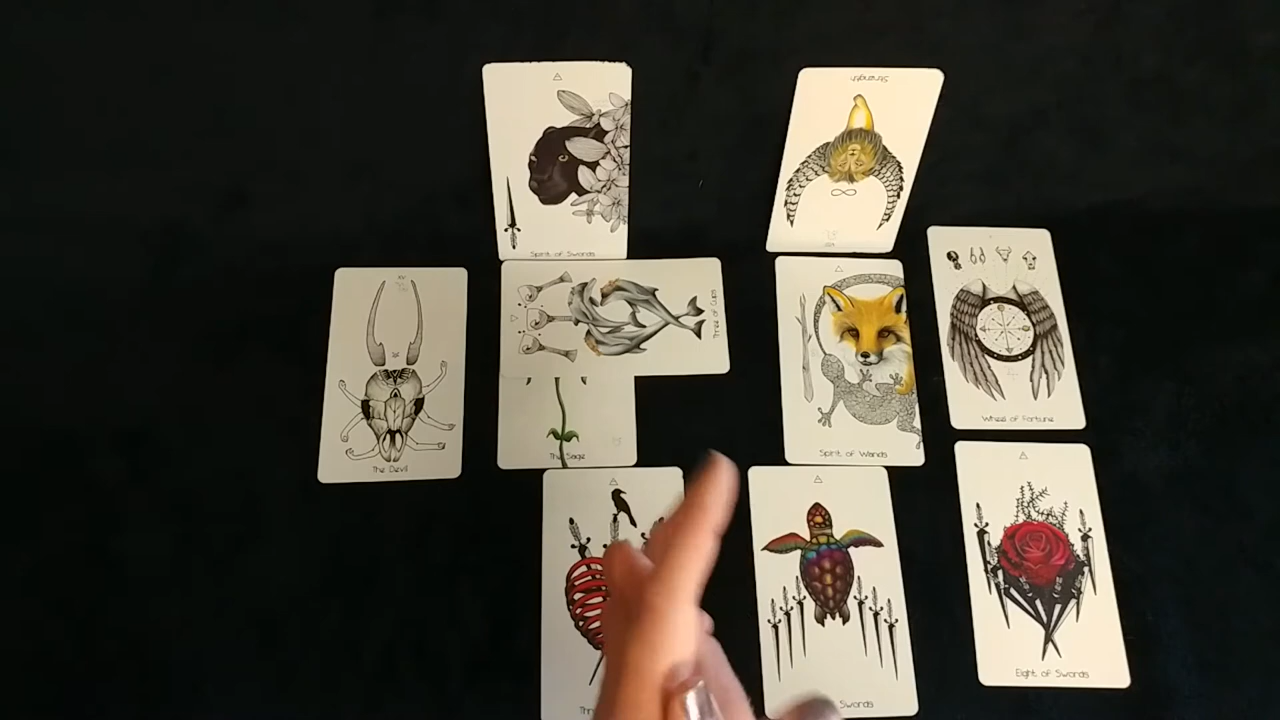 Strength
Spirit of Swords
XV
Three of Cups
The Devil
The Sage
Spirit of Wands
Wheel of Fortune
Swords
Eight of Swords